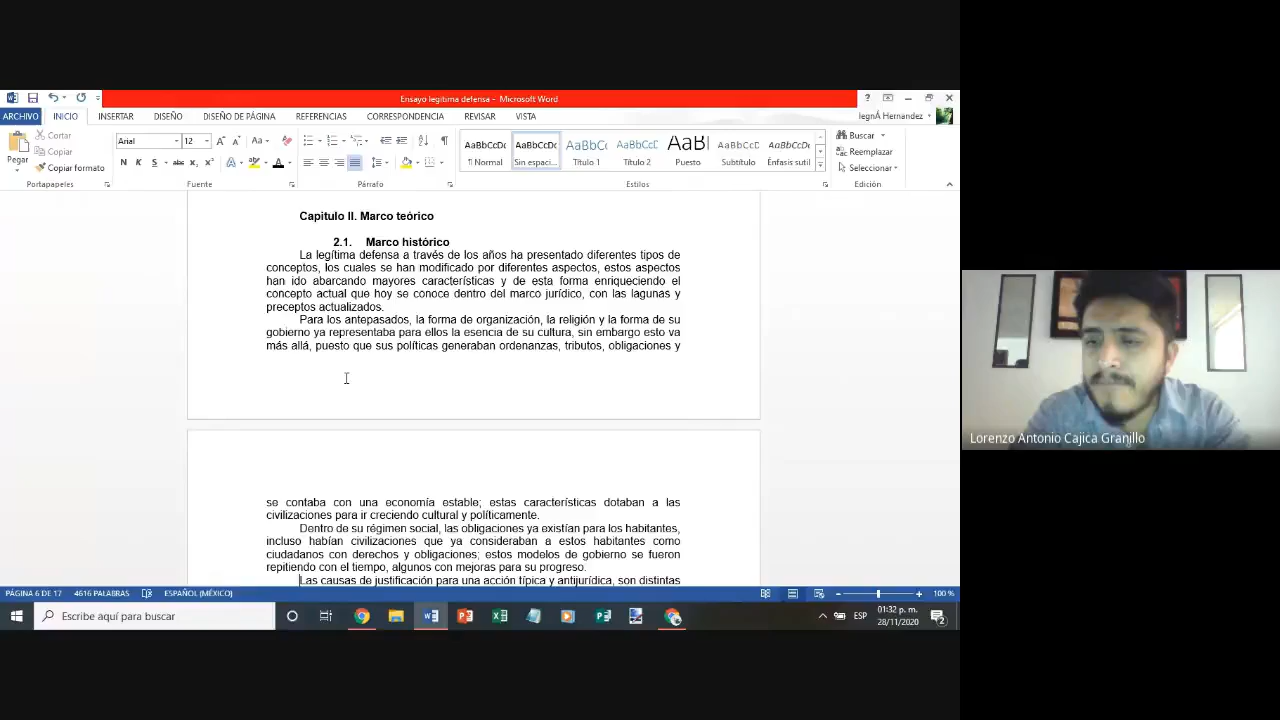 Ensayo legitima defensa - Microsoft Word
ARCHIVO INICIO INSERTAR DISEÑO DISEÑO DE PÁGINA REFERENCIAS CORRESPONDENCIA REVISAR VISTA
Hernandez
Pegar
Cortar
Copiar
Copiar formato
Portapapeles
Arial 12
N K S
Fuente
Párrafo
AaBbCcDc ¶ Normal
AaBbCcDc Sin espaci...
AaBbCc Título 1
AaBbCcC Título 2
AaBl Puesto
AaBbCcC Subtítulo
AaBbCcDc Énfasis sutil
Estilos
Buscar
Reemplazar
Seleccionar
Edición
Capitulo II. Marco teórico
2.1. Marco histórico
La legítima defensa a través de los años ha presentado diferentes tipos de
conceptos, los cuales se han modificado por diferentes aspectos, estos aspectos
han ido abarcando mayores características y de esta forma enriqueciendo el
concepto actual que hoy se conoce dentro del marco jurídico, con las lagunas y
preceptos actualizados.
Para los antepasados, la forma de organización, la religión y la forma de su
gobierno ya representaba para ellos la esencia de su cultura, sin embargo esto va
más allá, puesto que sus políticas generaban ordenanzas, tributos, obligaciones y
se contaba con una economía estable; estas características dotaban a las
civilizaciones para ir creciendo cultural y políticamente.
Dentro de su régimen social, las obligaciones ya existían para los habitantes,
incluso habían civilizaciones que ya consideraban a estos habitantes como
ciudadanos con derechos y obligaciones; estos modelos de gobierno se fueron
repitiendo con el tiempo, algunos con mejoras para su progreso.
Las causas de justificación para una acción típica y antijurídica, son distintas
PÁGINA 6 DE 17 4616 PALABRAS ESPAÑOL (MÉXICO) 100 %
Escribe aquí para buscar
ESP
01:32 p. m.
28/11/2020
2
Lorenzo Antonio Cajica Granillo